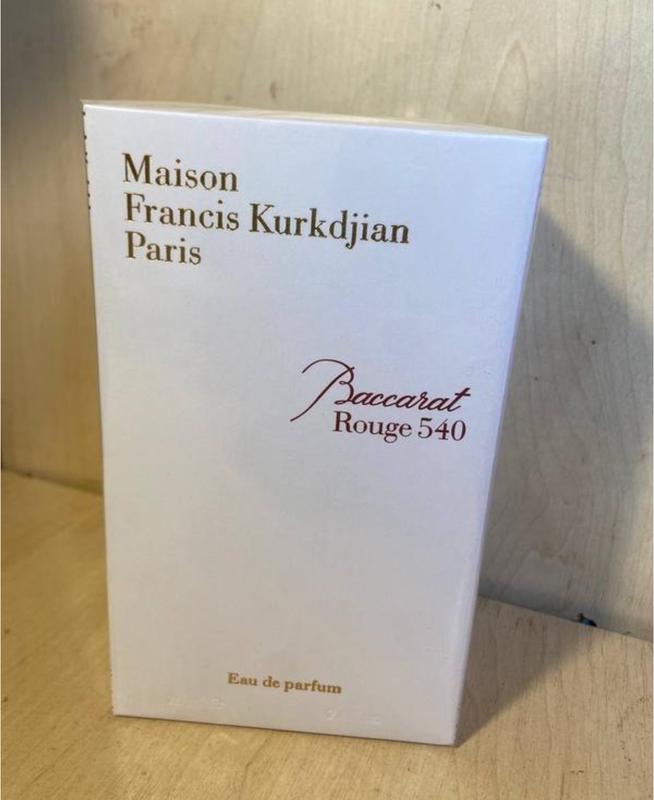 Maison
Francis Kurkdjian
Paris
Baccarat
Rouge 540
Eau de parfum